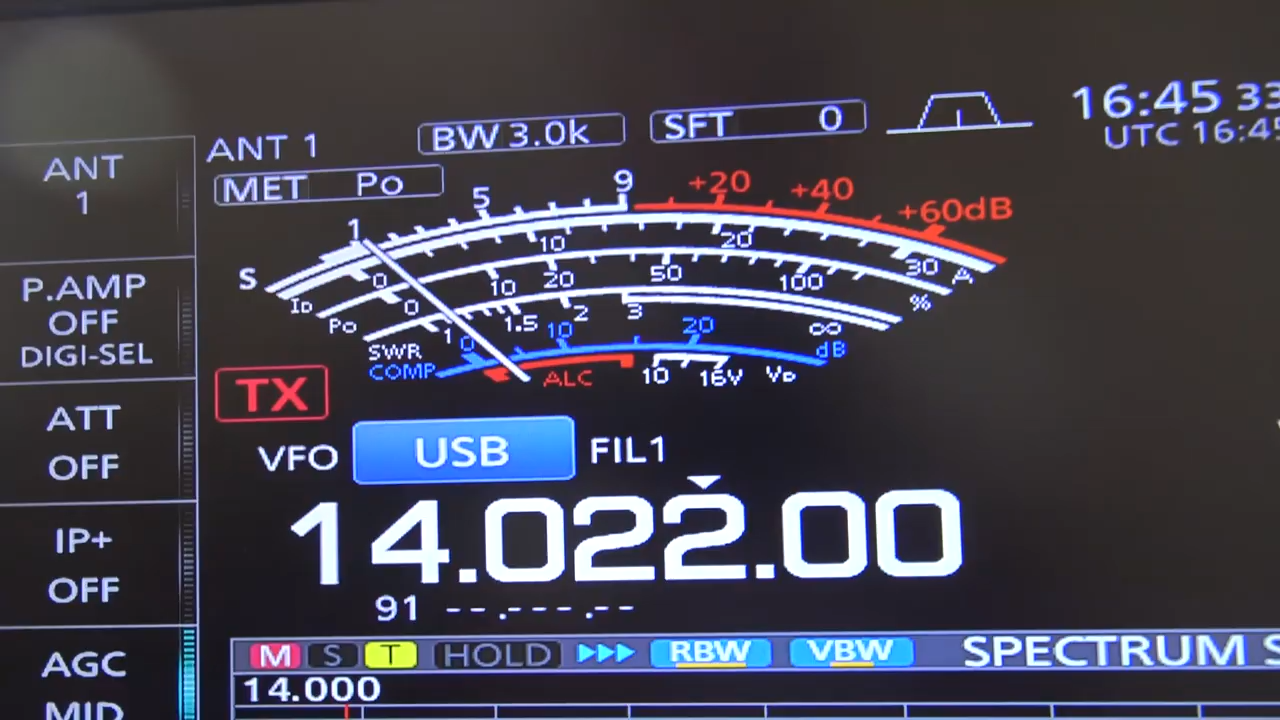 ANT 1
BW 3.0k
SFT 0
16:45 33
UTC 16:45
MET Po
ANT
1
P.AMP
OFF
DIGI-SEL
ATT
OFF
IP+
OFF
AGC
MID
S 1 5 9 +20 +40 +60dB
ID 0 10 20 30 A
Po 0 10 20 50 100 %
SWR 1 1.5 2 3 ∞
COMP 0 10 20 dB
ALC 10 16V VD
TX
VFO USB FIL1
14.022.00
91 --.---.--
M S T HOLD RBW VBW SPECTRUM S
14.000